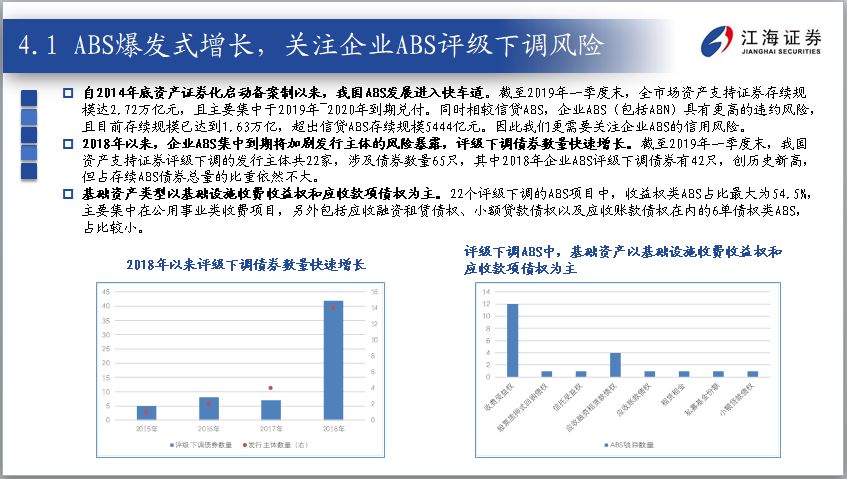 4.1 ABS爆发式增长，关注企业ABS评级下调风险
江海证券
JIANGHAI SECURITIES
自2014年底资产证券化启动备案制以来，我国ABS发展进入快车道。截至2019年一季度末，全市场资产支持证券存续规
模达2.72万亿元，且主要集中于2019年~2020年到期兑付。同时相较信贷ABS，企业ABS（包括ABN）具有更高的违约风险，
且目前存续规模已达到1.63万亿，超出信贷ABS存续规模5444亿元。因此我们更需要关注企业ABS的信用风险。
2018年以来，企业ABS集中到期将加剧发行主体的风险暴露，评级下调债券数量快速增长。截至2019年一季度末，我国
资产支持证券评级下调的发行主体共22家，涉及债券数量65只，其中2018年企业ABS评级下调债券有42只，创历史新高，
但占存续ABS债券总量的比重依然不大。
基础资产类型以基础设施收费收益权和应收款项债权为主。22个评级下调的ABS项目中，收益权类ABS占比最大为54.5%，
主要集中在公用事业类收费项目，另外包括应收融资租赁债权、小额贷款债权以及应收账款债权在内的6单债权类ABS，
占比较小。
2018年以来评级下调债券数量快速增长
45
40
35
30
25
20
15
10
5
0
16
14
12
10
8
6
4
2
0
2015年 2016年 2017年 2018年
评级下调债券数量 发行主体数量（右）
评级下调ABS中，基础资产以基础设施收费收益权和
应收款项债权为主
14
12
10
8
6
4
2
0
收费受益权
股票质押式回购债权
信托受益权
应收融资租赁款债权
应收账款债权
租赁租金
私募基金份额
小额贷款债权
ABS项目数量